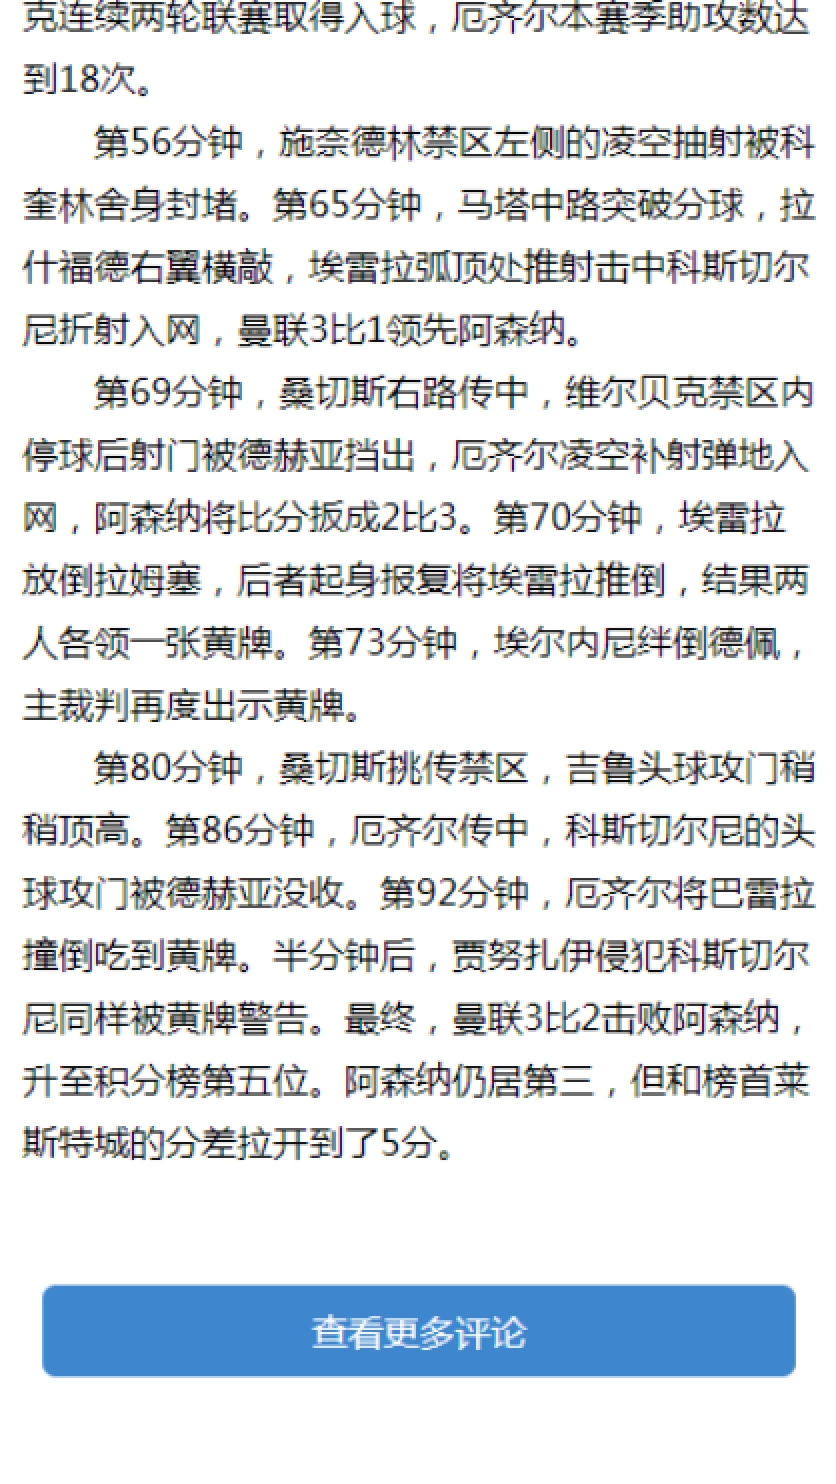 克连续两轮联赛取得入球，厄齐尔本赛季助攻数达
到18次。
第56分钟，施奈德林禁区左侧的凌空抽射被科
奎林舍身封堵。第65分钟，马塔中路突破分球，拉
什福德右翼横敲，埃雷拉弧顶处推射击中科斯切尔
尼折射入网，曼联3比1领先阿森纳。
第69分钟，桑切斯右路传中，维尔贝克禁区内
停球后射门被德赫亚挡出，厄齐尔凌空补射弹地入
网，阿森纳将比分扳成2比3。第70分钟，埃雷拉
放倒拉姆塞，后者起身报复将埃雷拉推倒，结果两
人各领一张黄牌。第73分钟，埃尔内尼绊倒德佩，
主裁判再度出示黄牌。
第80分钟，桑切斯挑传禁区，吉鲁头球攻门稍
稍顶高。第86分钟，厄齐尔传中，科斯切尔尼的头
球攻门被德赫亚没收。第92分钟，厄齐尔将巴雷拉
撞倒吃到黄牌。半分钟后，贾努扎伊侵犯科斯切尔
尼同样被黄牌警告。最终，曼联3比2击败阿森纳，
升至积分榜第五位。阿森纳仍居第三，但和榜首莱
斯特城的分差拉开到了5分。
查看更多评论